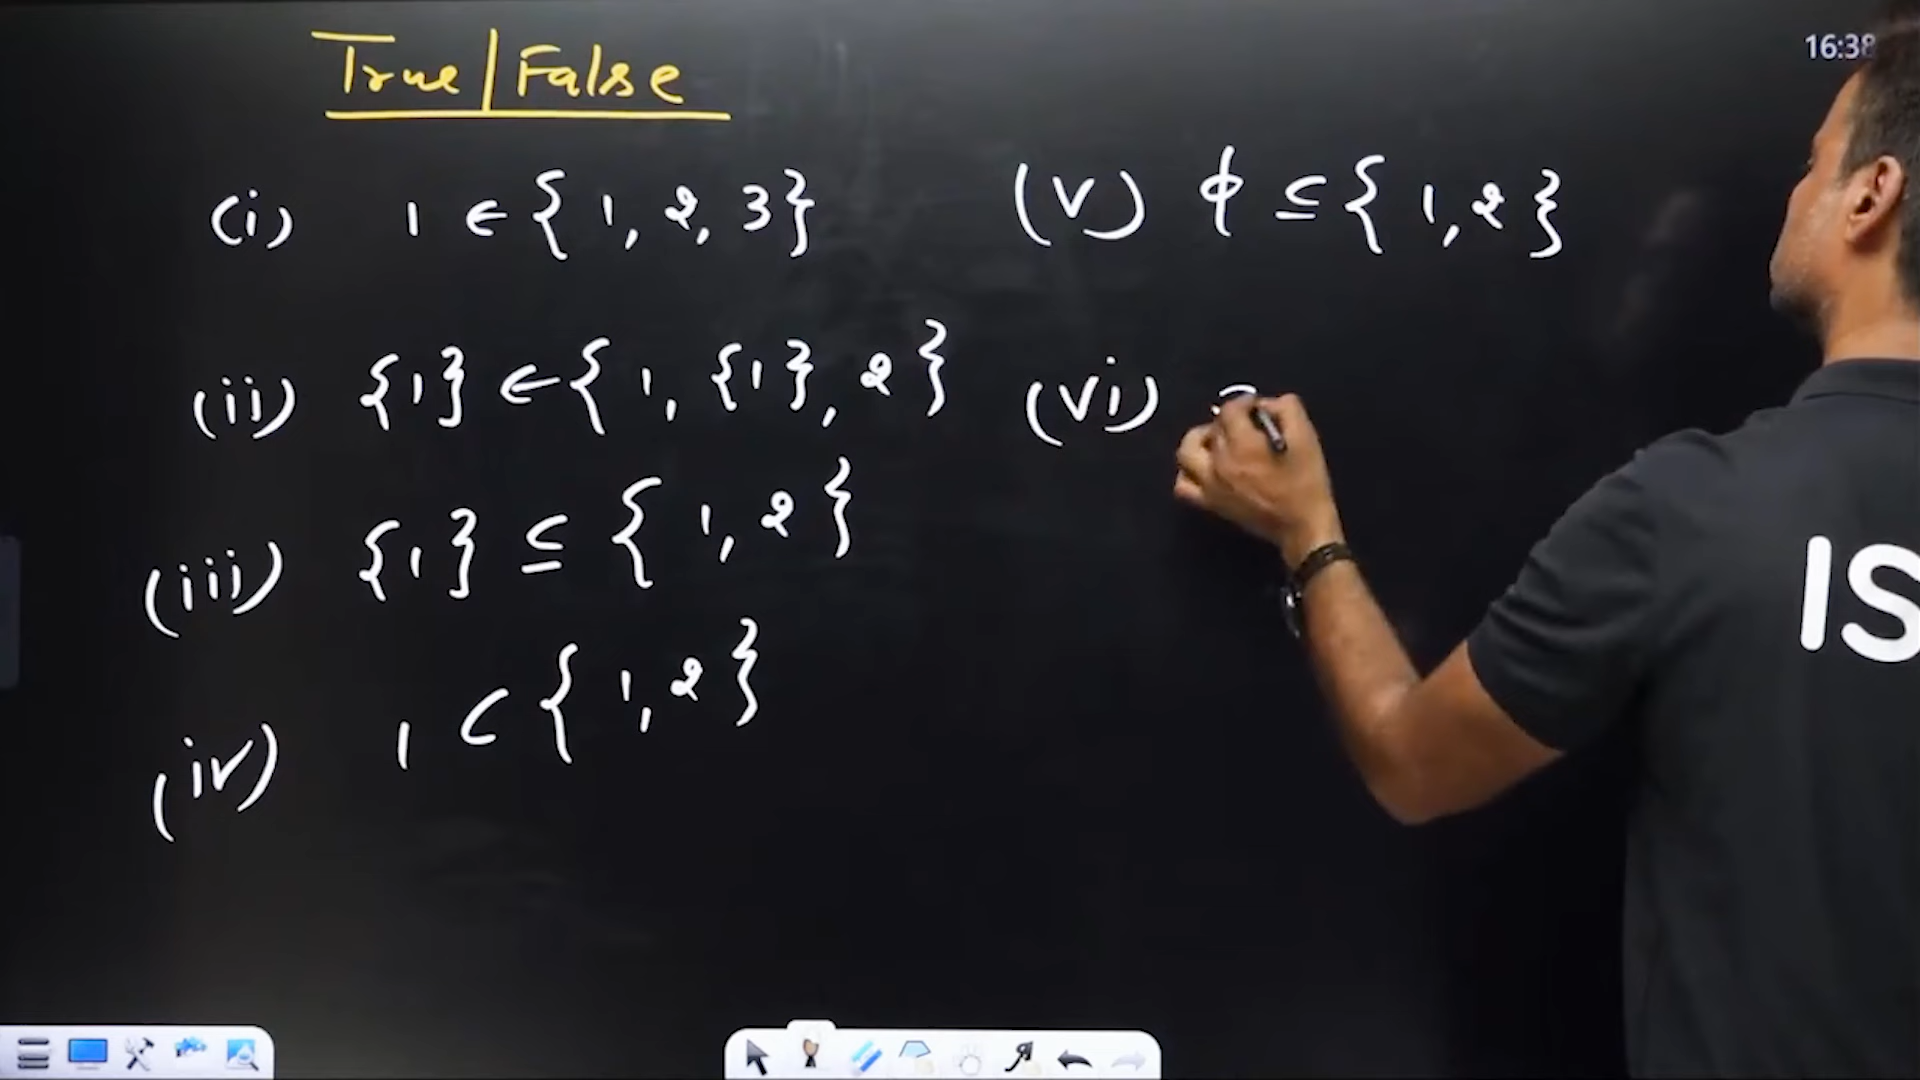 True/False
16:38
(i) 1 ∈ {1, 2, 3}
(ii) {1} ∈ {1, {1}, 2}
(iii) {1} ⊆ {1, 2}
(iv) 1 ⊂ {1, 2}
(v) ϕ ⊆ {1, 2}
(vi)
IS